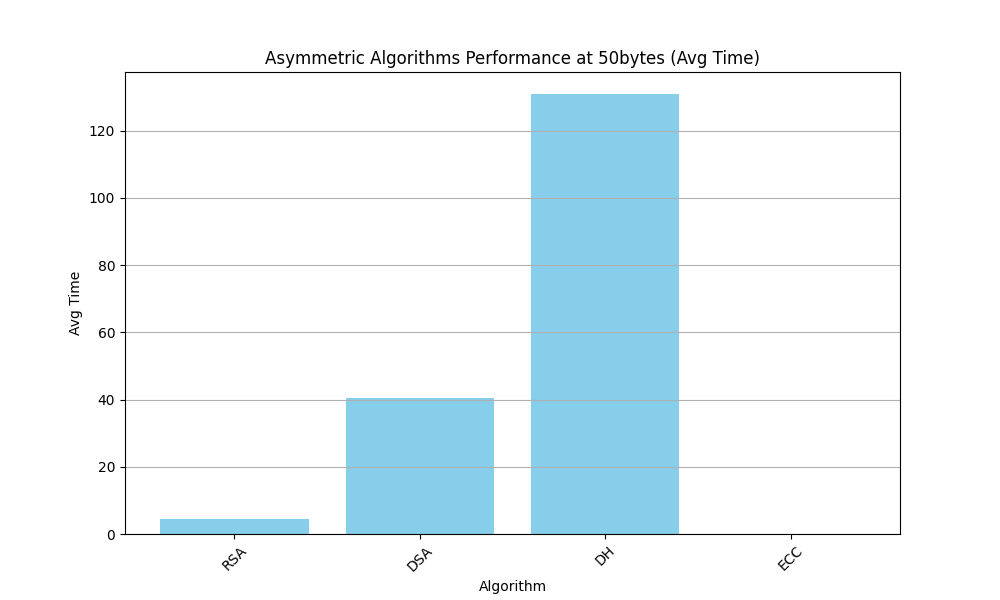 Asymmetric Algorithms Performance at 50bytes (Avg Time)
120
100
80
60
40
20
0
Avg Time
RSA
DSA
DH
ECC
Algorithm